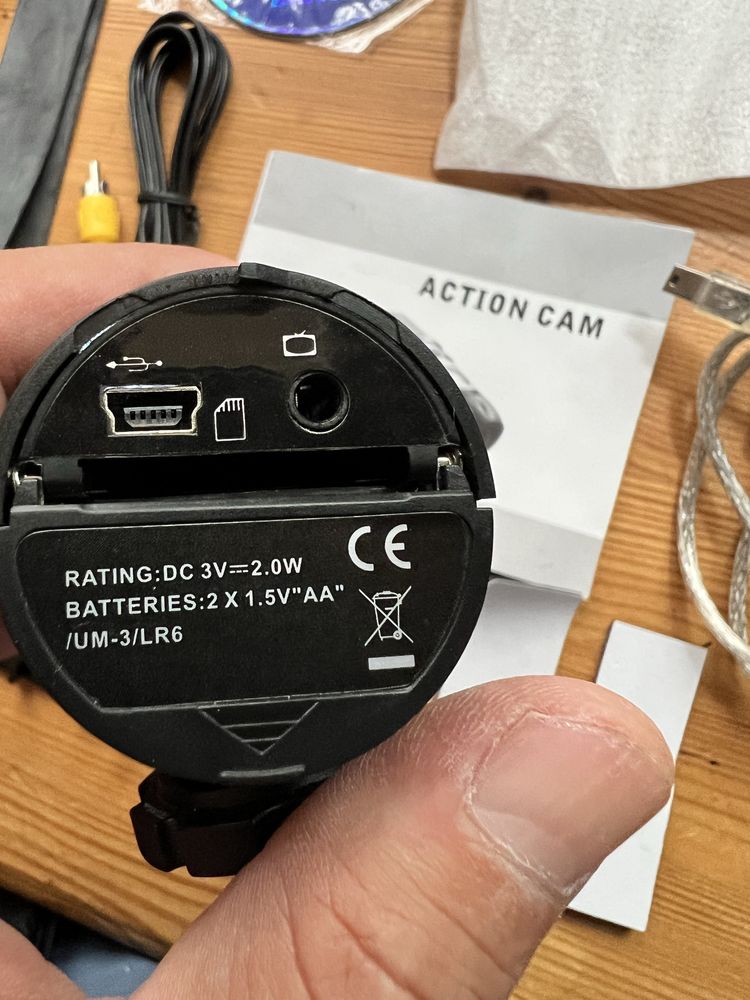 ACTION CAM
CE
RATING:DC 3V⎓2.0W
BATTERIES:2 X 1.5V"AA"
/UM-3/LR6